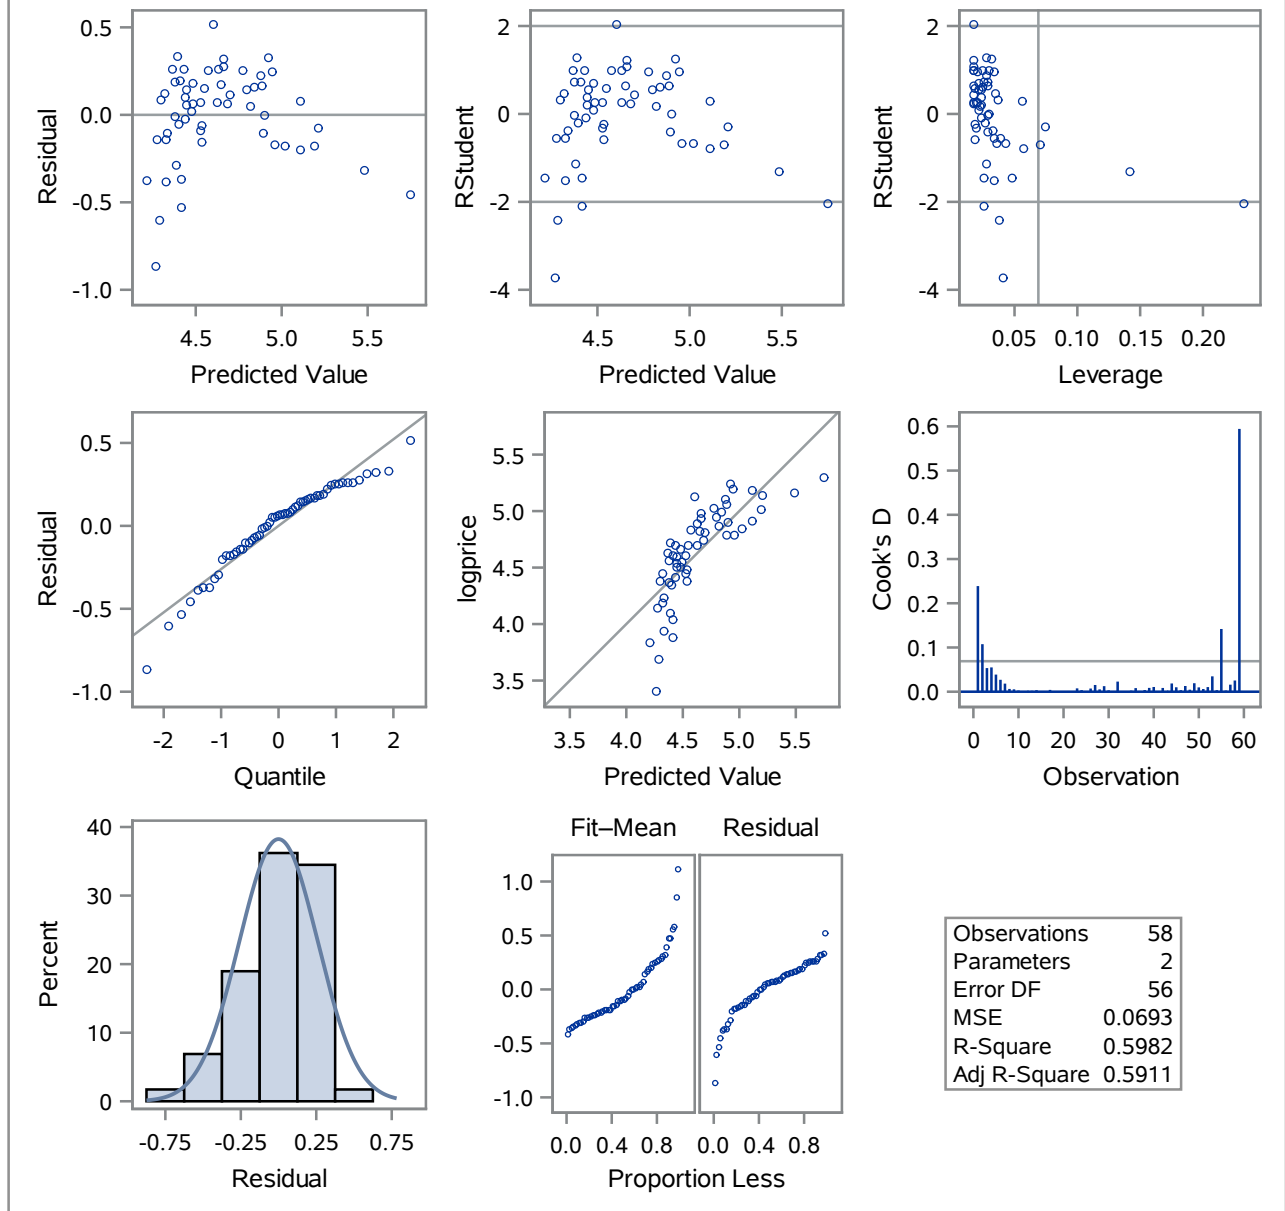 0.5
0.0
-0.5
-1.0
Residual
4.5 5.0 5.5
Predicted Value
2
0
-2
-4
RStudent
4.5 5.0 5.5
Predicted Value
2
0
-2
-4
RStudent
0.05 0.10 0.15 0.20
Leverage
0.5
0.0
-0.5
-1.0
Residual
-2 -1 0 1 2
Quantile
5.5
5.0
4.5
4.0
3.5
logprice
3.5 4.0 4.5 5.0 5.5
Predicted Value
0.6
0.5
0.4
0.3
0.2
0.1
0.0
Cook's D
0 10 20 30 40 50 60
Observation
40
30
20
10
0
Percent
-0.75 -0.25 0.25 0.75
Residual
Fit–Mean Residual
1.0
0.5
0.0
-0.5
-1.0
0.0 0.4 0.8 0.0 0.4 0.8
Proportion Less
Observations 58
Parameters 2
Error DF 56
MSE 0.0693
R-Square 0.5982
Adj R-Square 0.5911